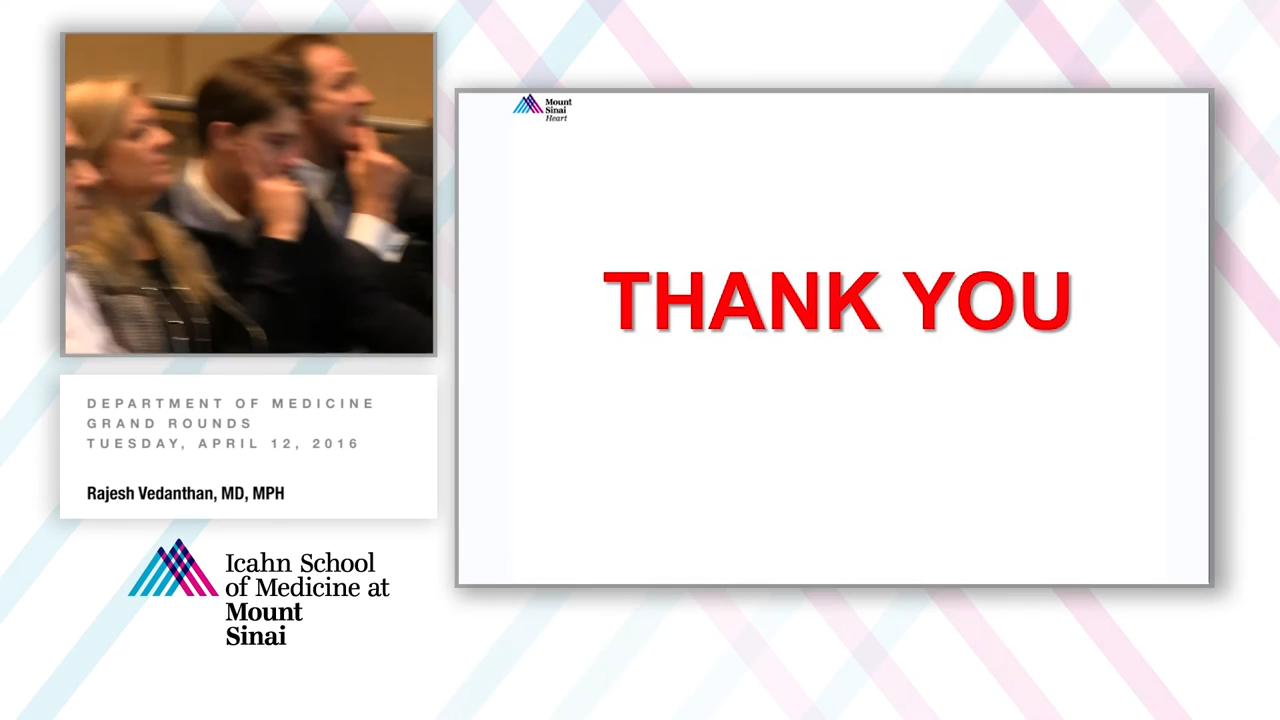 Mount
Sinai
Heart
THANK YOU
DEPARTMENT OF MEDICINE
GRAND ROUNDS
TUESDAY, APRIL 12, 2016
Rajesh Vedanthan, MD, MPH
Icahn School
of Medicine at
Mount
Sinai